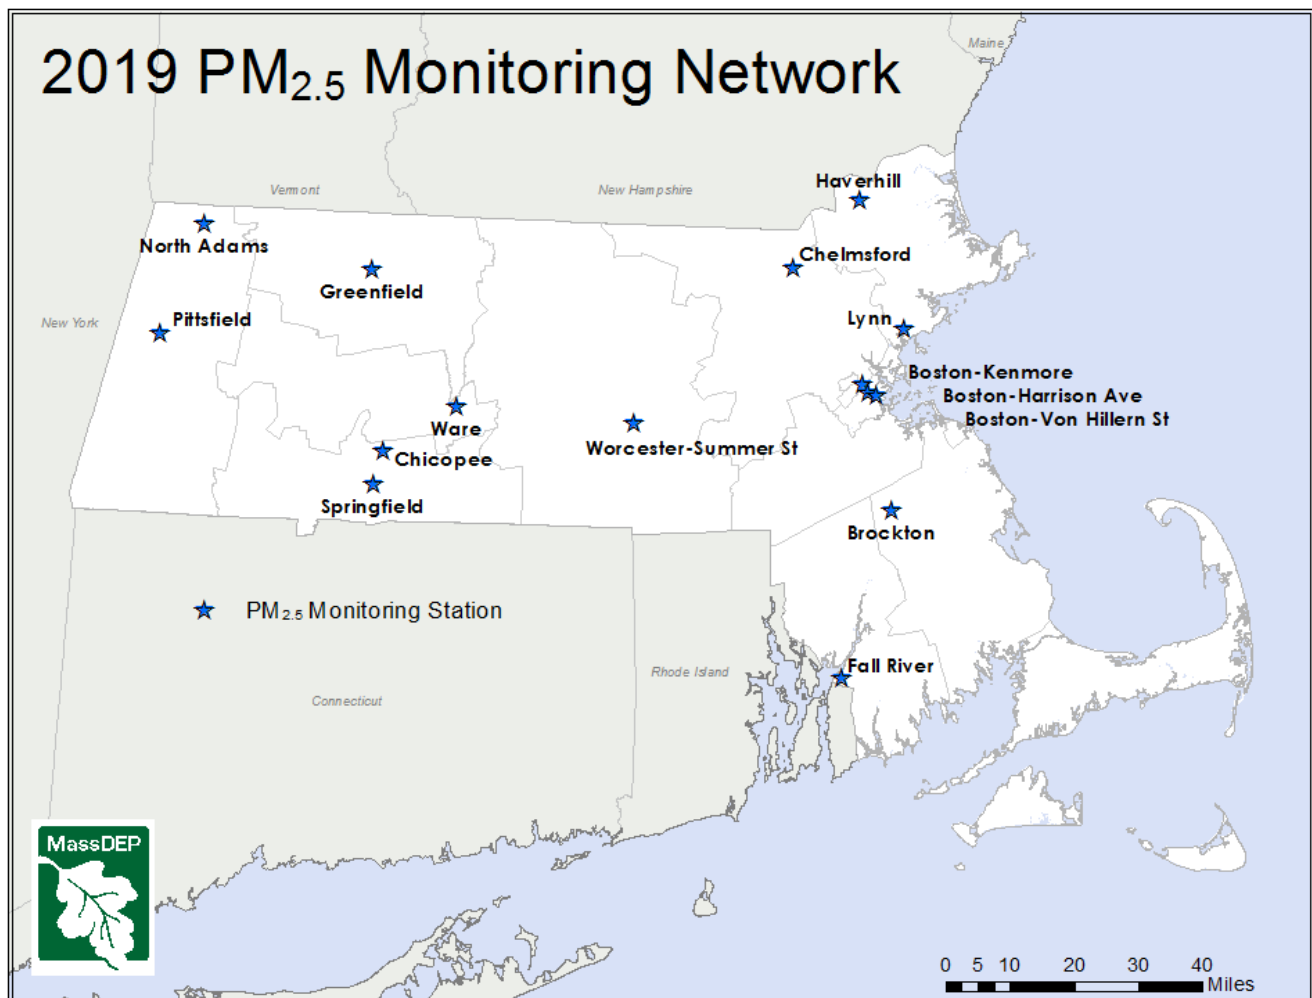 2019 PM2.5 Monitoring Network
Maine
Vermont
New Hampshire
Haverhill
North Adams
Chelmsford
Greenfield
New York
Pittsfield
Lynn
Boston-Kenmore
Boston-Harrison Ave
Boston-Von Hillern St
Ware
Worcester-Summer St
Chicopee
Springfield
Brockton
PM2.5 Monitoring Station
Fall River
Rhode Island
Connecticut
MassDEP
0 5 10 20 30 40
Miles